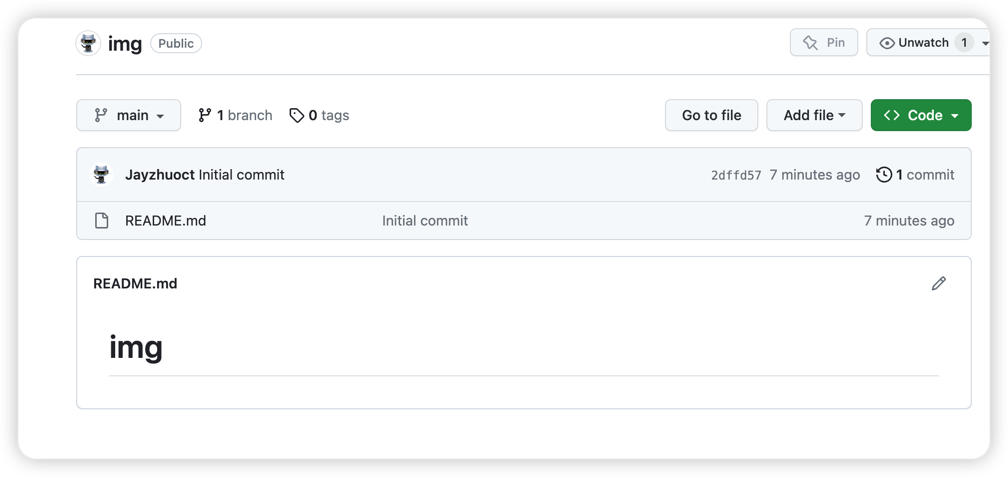 img Public Pin Unwatch 1
main 1 branch 0 tags Go to file Add file Code
Jayzhuoct Initial commit 2dffd57 7 minutes ago 1 commit
README.md Initial commit 7 minutes ago
README.md
img